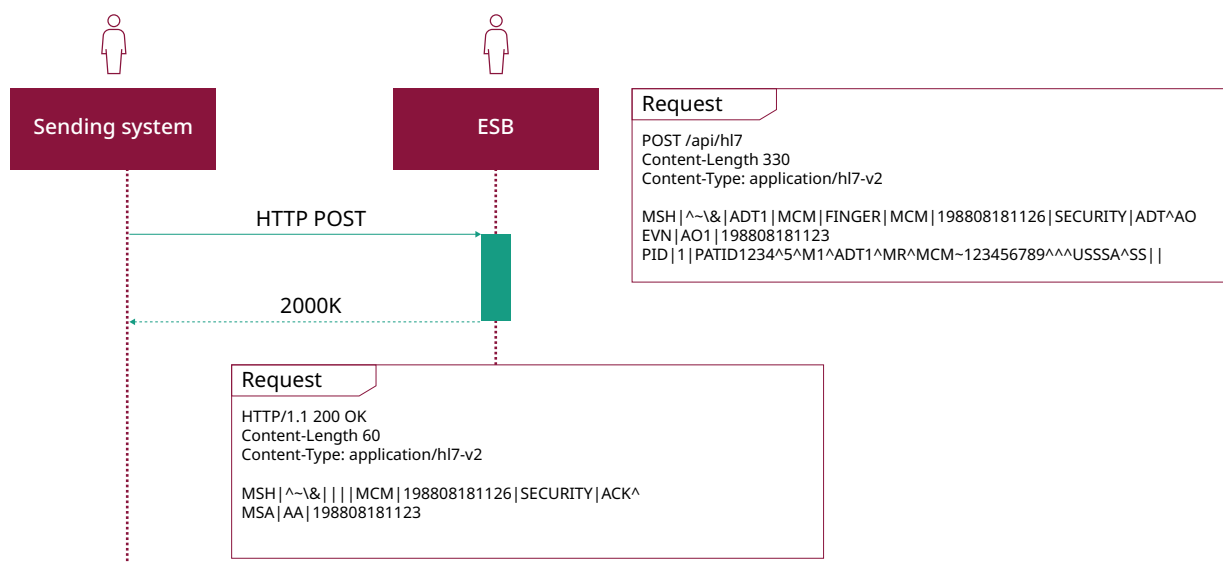 Sending system
ESB
HTTP POST
2000K
Request
POST /api/hl7
Content-Length 330
Content-Type: application/hl7-v2
MSH|^~\&|ADT1|MCM|FINGER|MCM|198808181126|SECURITY|ADT^AO
EVN|AO1|198808181123
PID|1|PATID1234^5^M1^ADT1^MR^MCM~123456789^^^USSSA^SS||
Request
HTTP/1.1 200 OK
Content-Length 60
Content-Type: application/hl7-v2
MSH|^~\&||||MCM|198808181126|SECURITY|ACK^
MSA|AA|198808181123